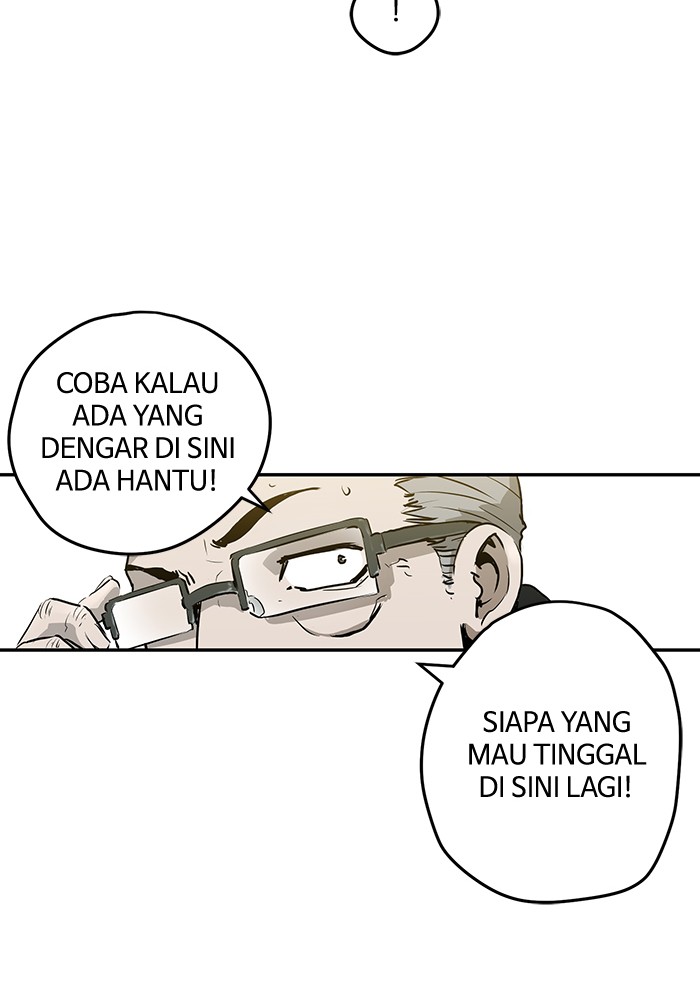 !
COBA KALAU
ADA YANG
DENGAR DI SINI
ADA HANTU!
SIAPA YANG
MAU TINGGAL
DI SINI LAGI!